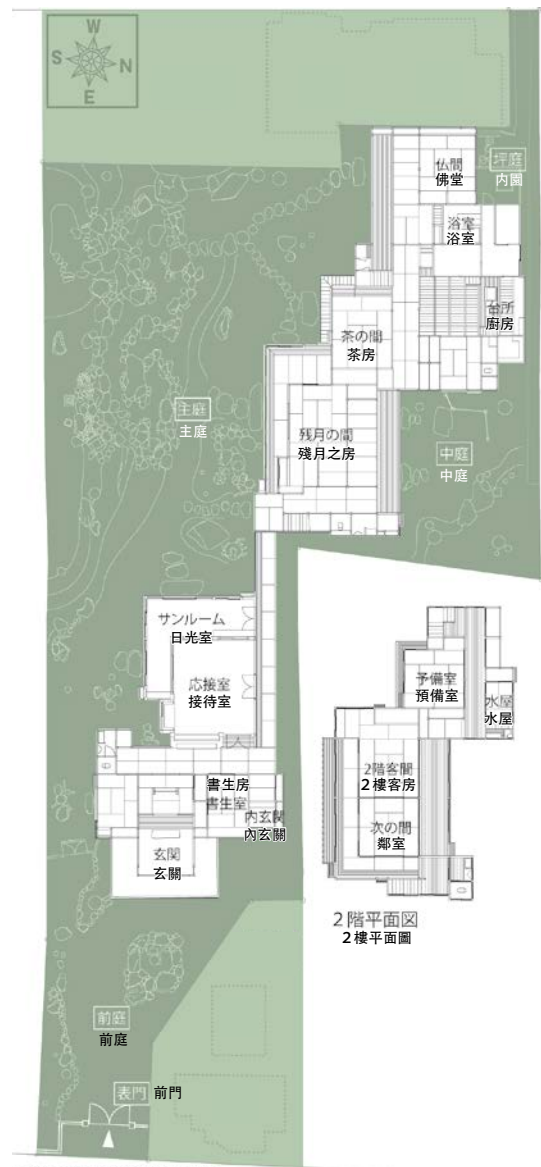 W
S
N
E
仏間
佛堂
坪庭
内園
浴室
浴室
台所
廚房
茶の間
茶房
主庭
主庭
残月の間
殘月之房
中庭
中庭
サンルーム
日光室
応接室
接待室
予備室
預備室
水屋
水屋
2階客間
2樓客房
次の間
鄰室
書生房
書生室
内玄関
內玄關
玄関
玄關
2階平面図
2樓平面圖
前庭
前庭
表門 前門